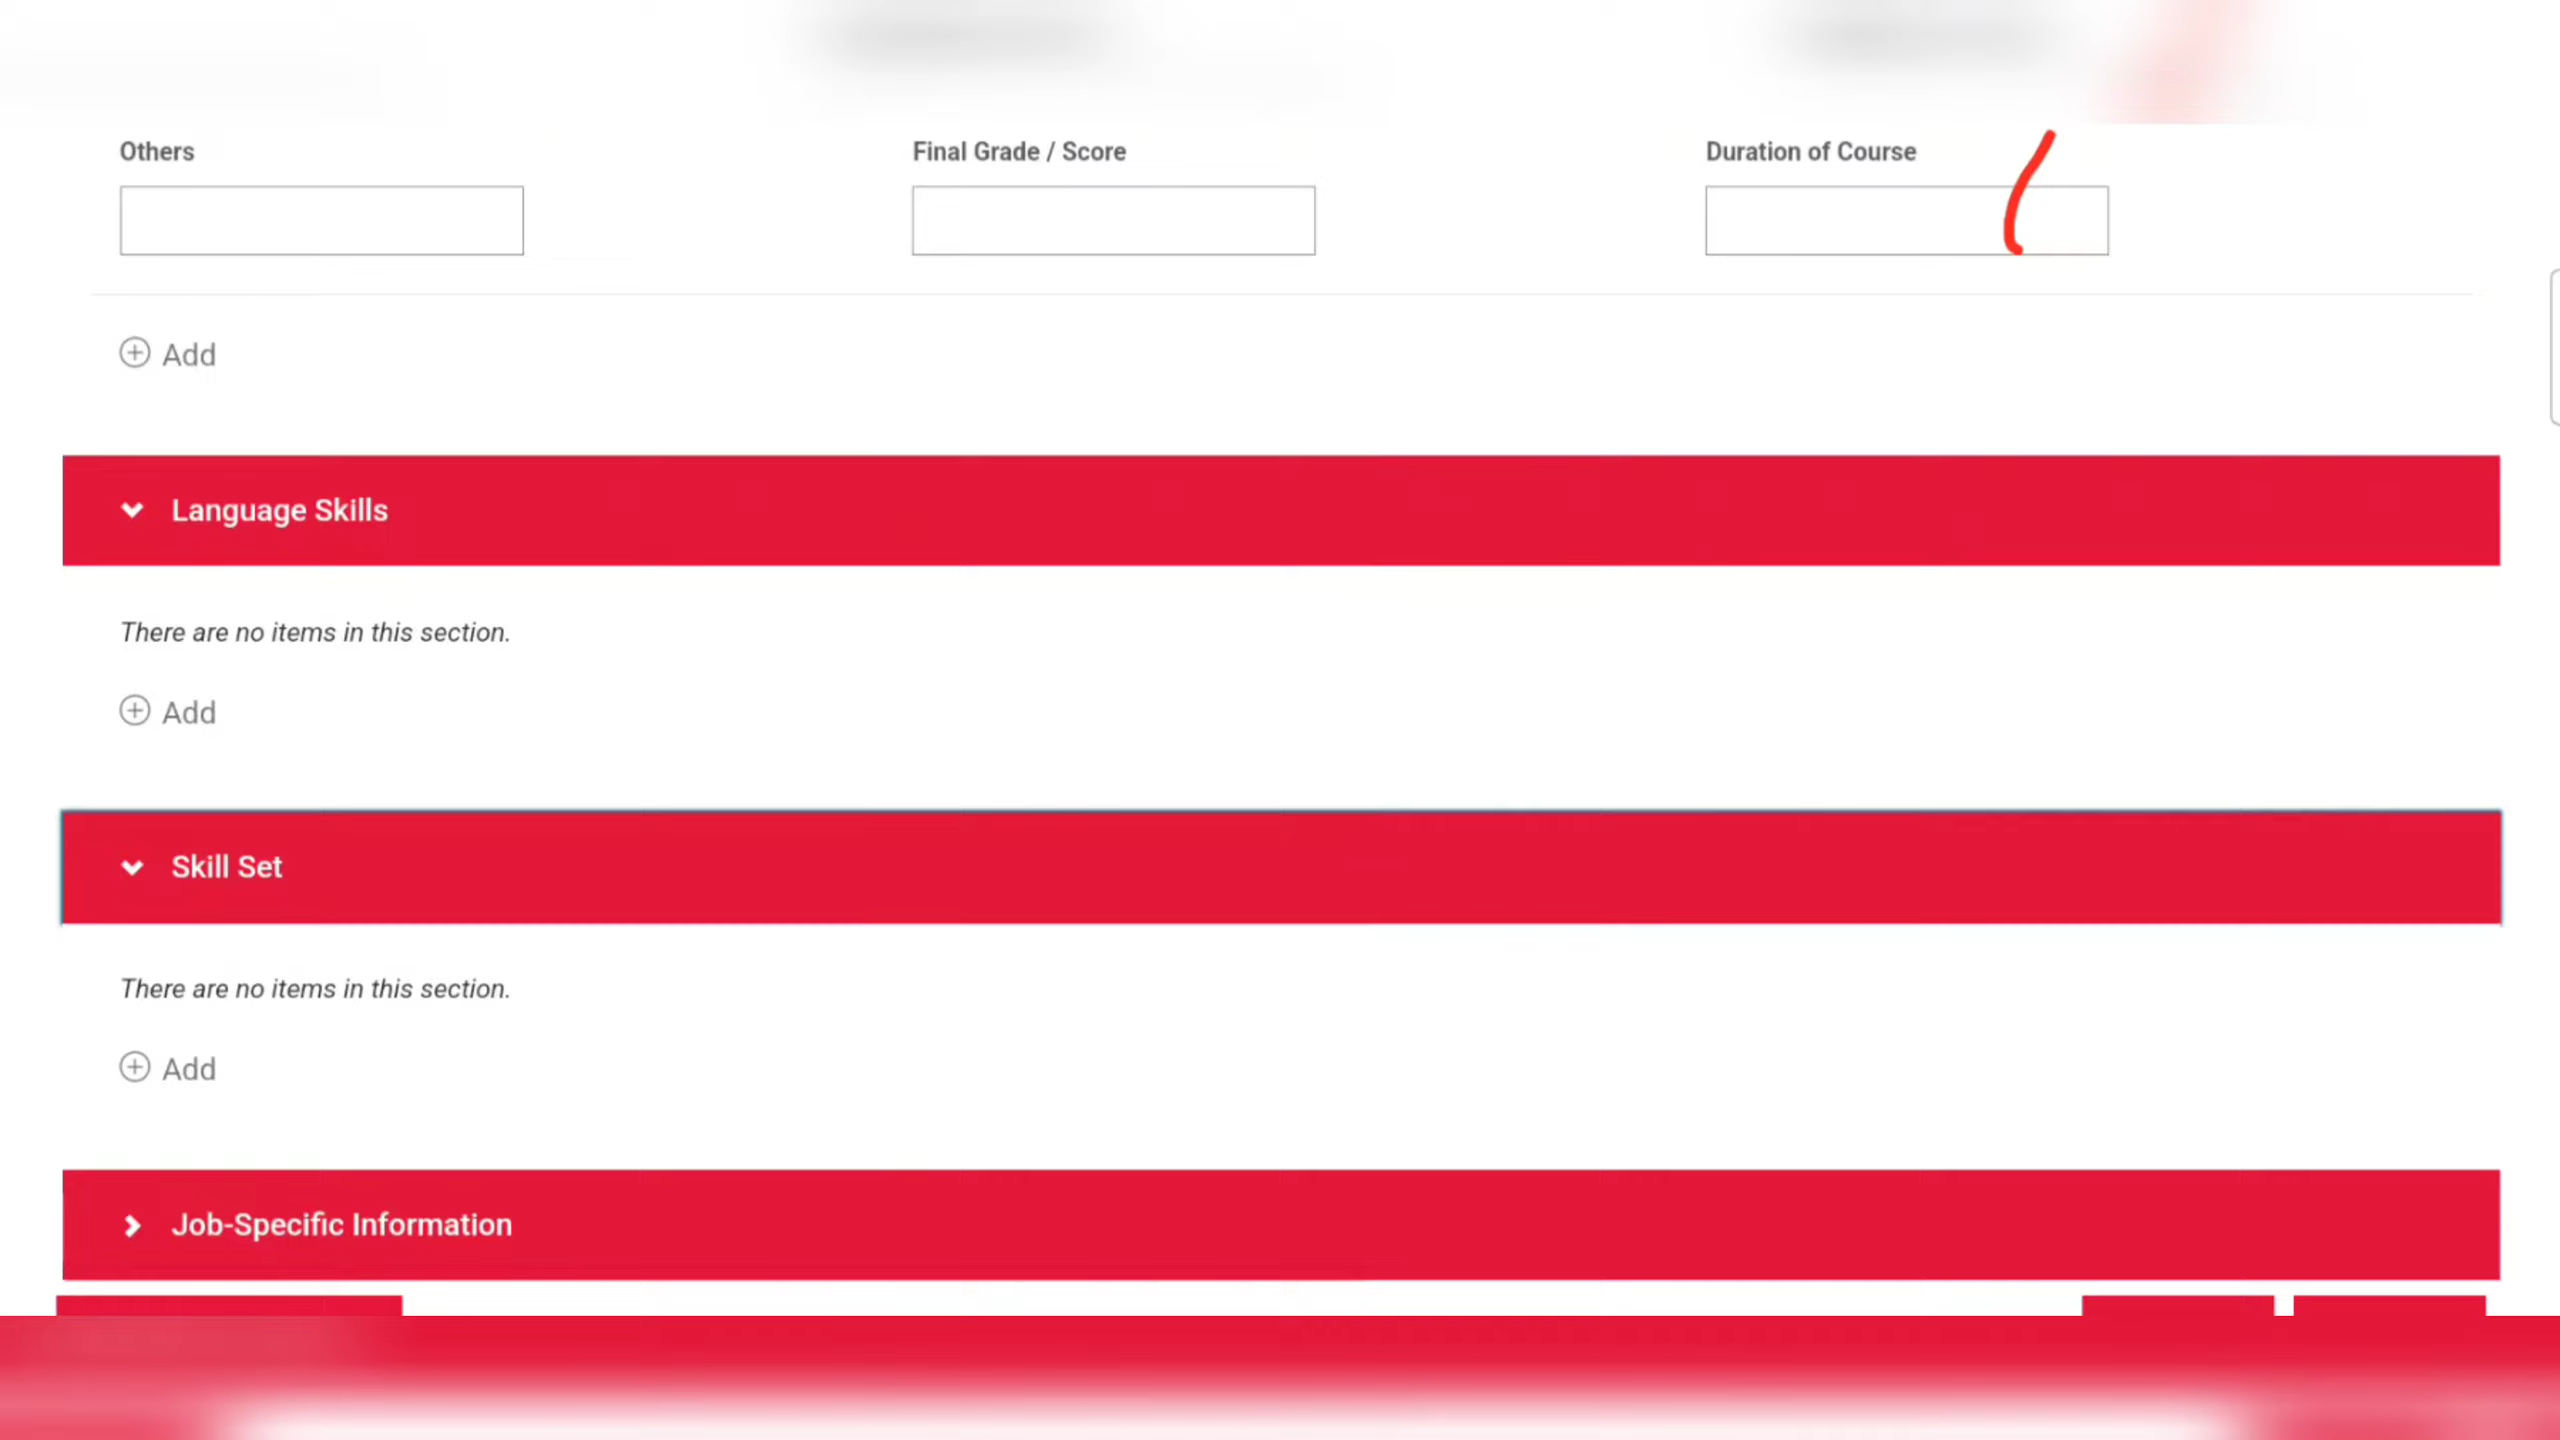 Others Final Grade / Score Duration of Course
Add
Language Skills
There are no items in this section.
Add
Skill Set
There are no items in this section.
Add
Job-Specific Information